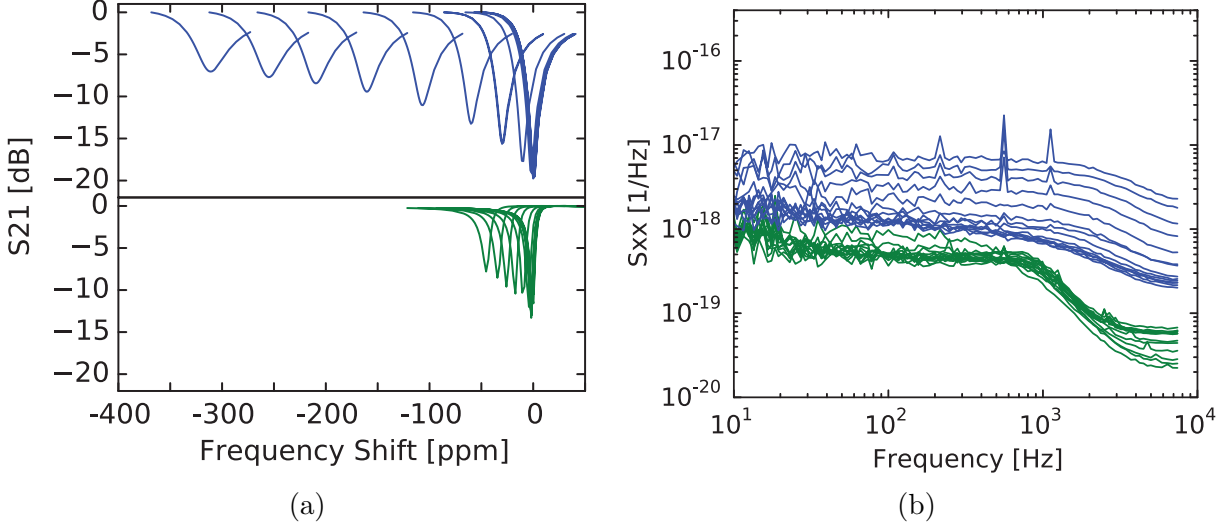 0
−5
−10
−15
−20
0
−5
−10
−15
−20
S21 [dB]
-400 -300 -200 -100 0
Frequency Shift [ppm]
(a)
10-16
10-17
10-18
10-19
10-20
Sxx [1/Hz]
10¹ 10² 10³ 10⁴
Frequency [Hz]
(b)